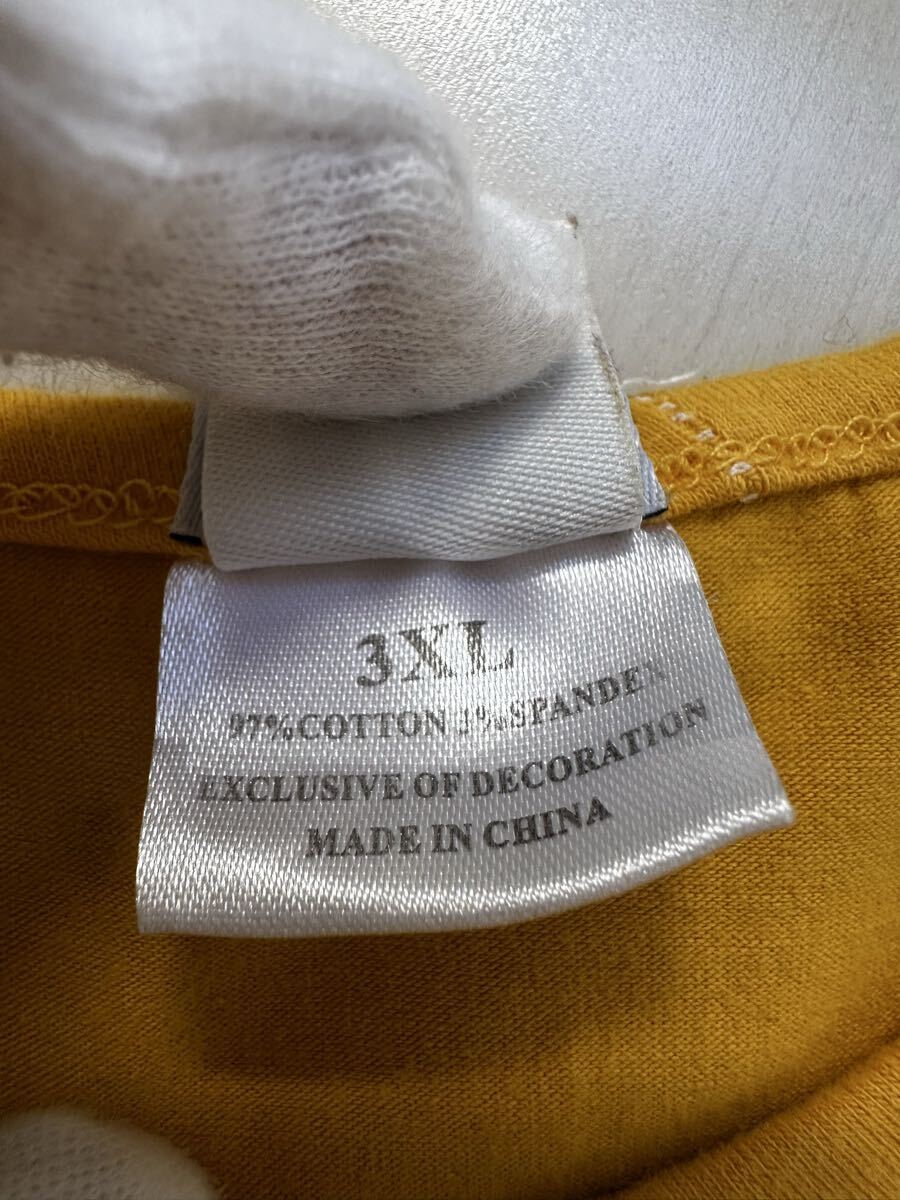 3XL
97%COTTON 3%SPANDEX
EXCLUSIVE OF DECORATION
MADE IN CHINA